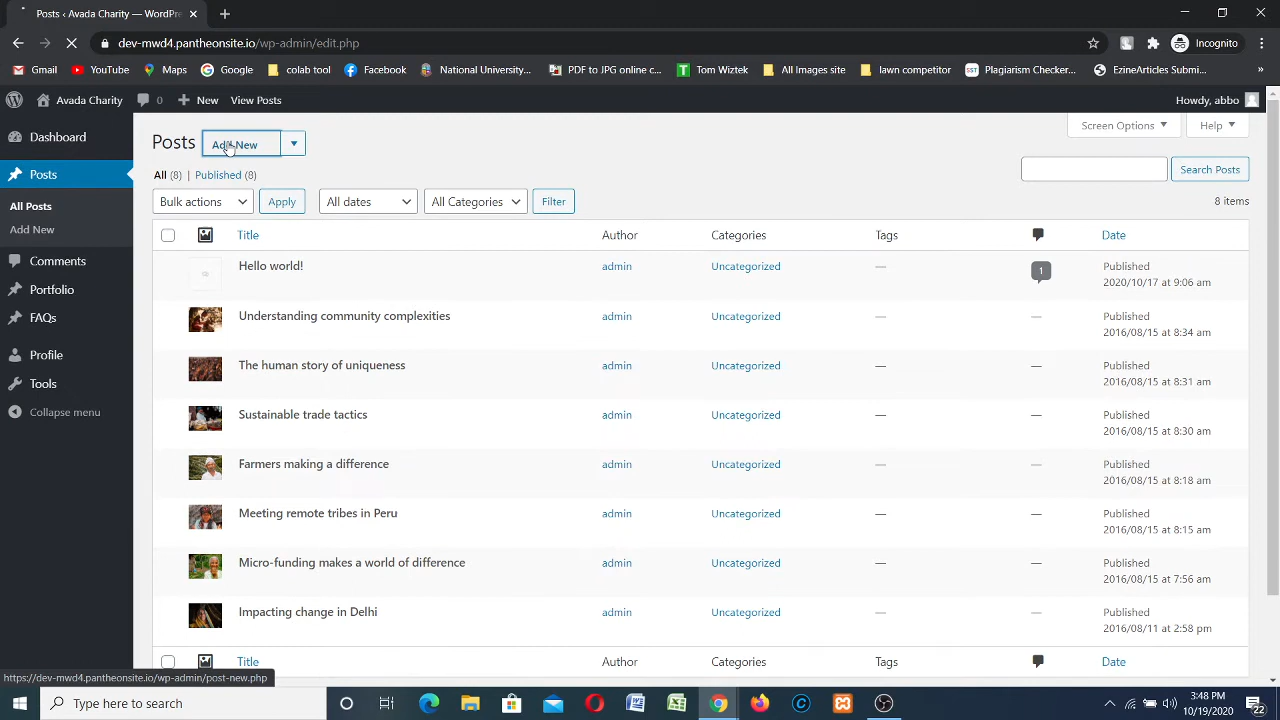 Posts ‹ Avada Charity — WordPre
dev-mwd4.pantheonsite.io/wp-admin/edit.php
Incognito
Gmail YouTube Maps Google colab tool Facebook National University... PDF to JPG online c... Tom Wiztek All Images site lawn competitor SST Plagiarism Checker... EzineArticles Submi... »
Avada Charity 0 New View Posts Howdy, abbo
Screen Options Help
Dashboard
Posts
All Posts
Add New
Comments
Portfolio
FAQs
Profile
Tools
Collapse menu
Posts Add New
All (8) | Published (8)
Search Posts
Bulk actions Apply All dates All Categories Filter 8 items
Title Author Categories Tags Date
Hello world! admin Uncategorized — 1 Published
2020/10/17 at 9:06 am
Understanding community complexities admin Uncategorized — — Published
2016/08/15 at 8:34 am
The human story of uniqueness admin Uncategorized — — Published
2016/08/15 at 8:31 am
Sustainable trade tactics admin Uncategorized — — Published
2016/08/15 at 8:30 am
Farmers making a difference admin Uncategorized — — Published
2016/08/15 at 8:18 am
Meeting remote tribes in Peru admin Uncategorized — — Published
2016/08/15 at 8:15 am
Micro-funding makes a world of difference admin Uncategorized — — Published
2016/08/15 at 7:56 am
Impacting change in Delhi admin Uncategorized — — Published
2016/08/11 at 2:58 pm
Title Author Categories Tags Date
https://dev-mwd4.pantheonsite.io/wp-admin/post-new.php
Type here to search
3:48 PM
10/19/2020
22